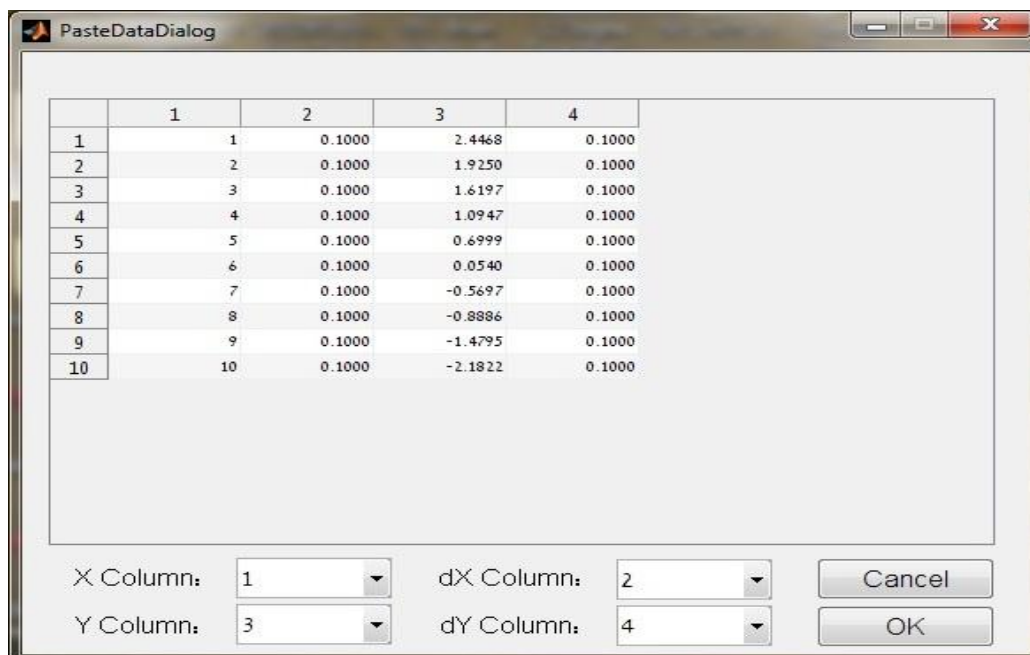 PasteDataDialog
1 2 3 4
1 1 0.1000 2.4468 0.1000
2 2 0.1000 1.9250 0.1000
3 3 0.1000 1.6197 0.1000
4 4 0.1000 1.0947 0.1000
5 5 0.1000 0.6999 0.1000
6 6 0.1000 0.0540 0.1000
7 7 0.1000 -0.5697 0.1000
8 8 0.1000 -0.8886 0.1000
9 9 0.1000 -1.4795 0.1000
10 10 0.1000 -2.1822 0.1000
X Column: 1 dX Column: 2 Cancel
Y Column: 3 dY Column: 4 OK